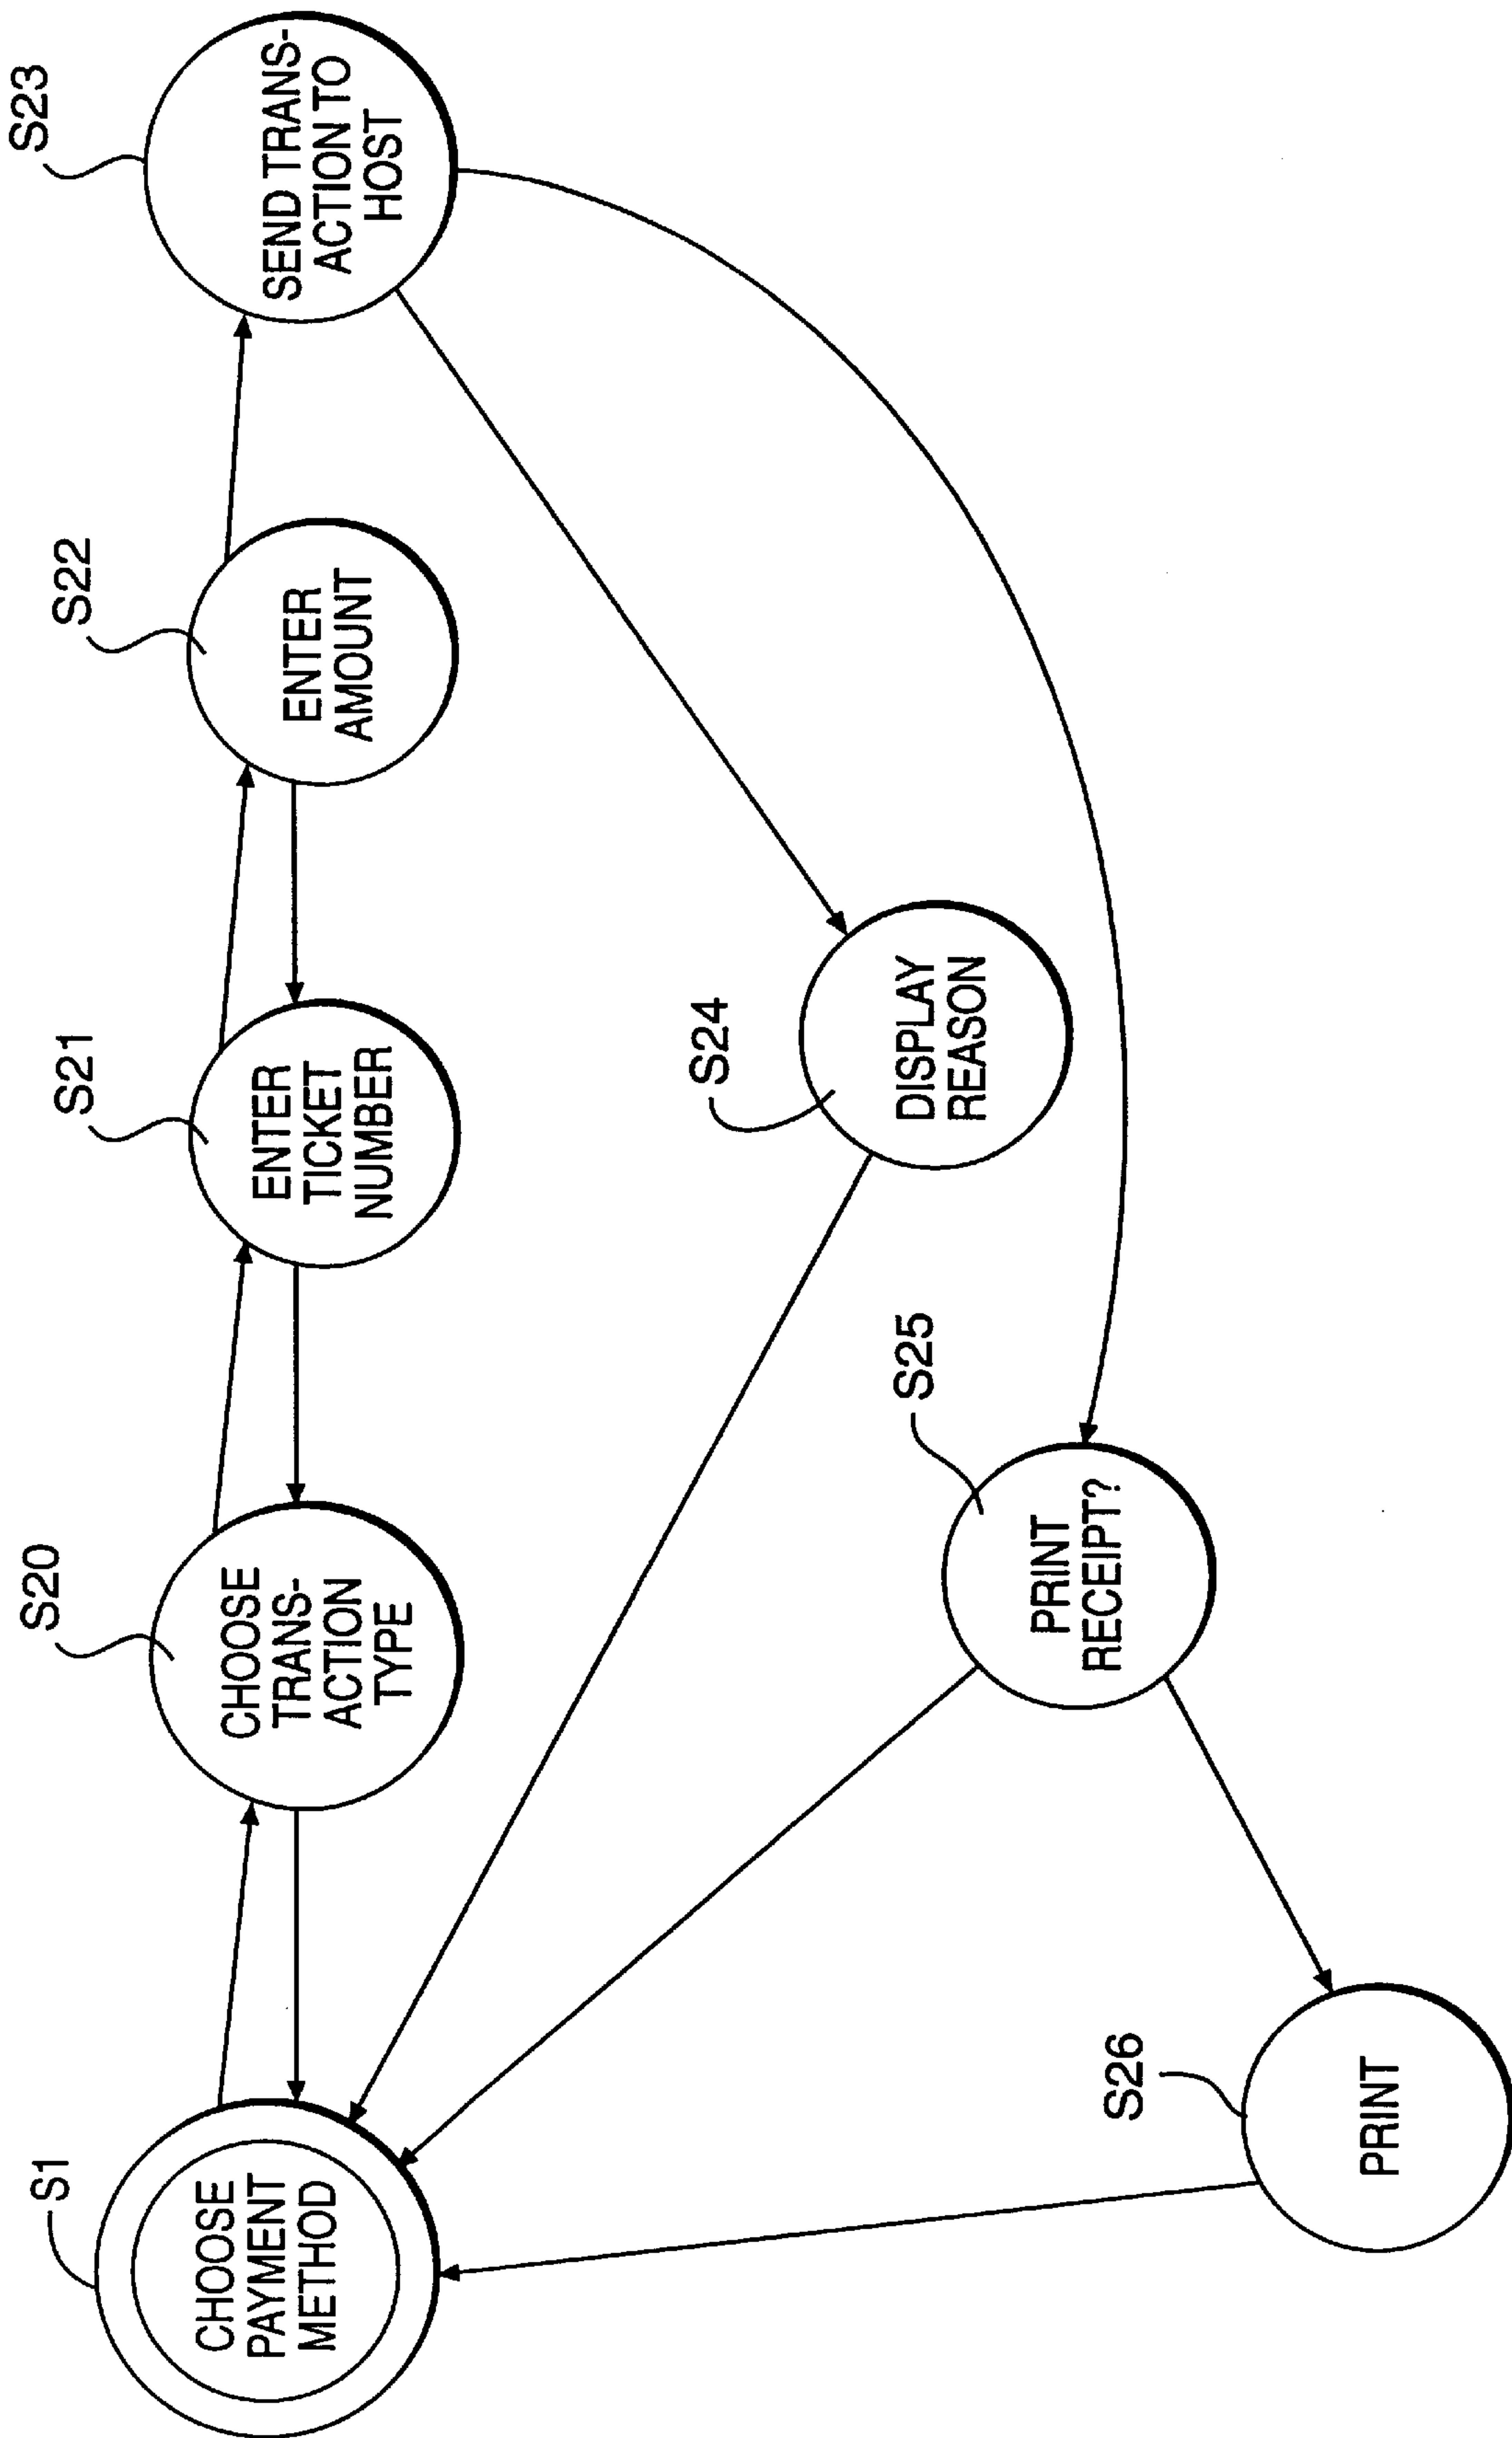 S1
CHOOSE
PAYMENT
METHOD
S20
CHOOSE
TRANS-
ACTION
TYPE
S21
ENTER
TICKET
NUMBER
S22
ENTER
AMOUNT
S23
SEND TRANS-
ACTION TO
HOST
S24
DISPLAY
REASON
S25
PRINT
RECEIPT?
S26
PRINT